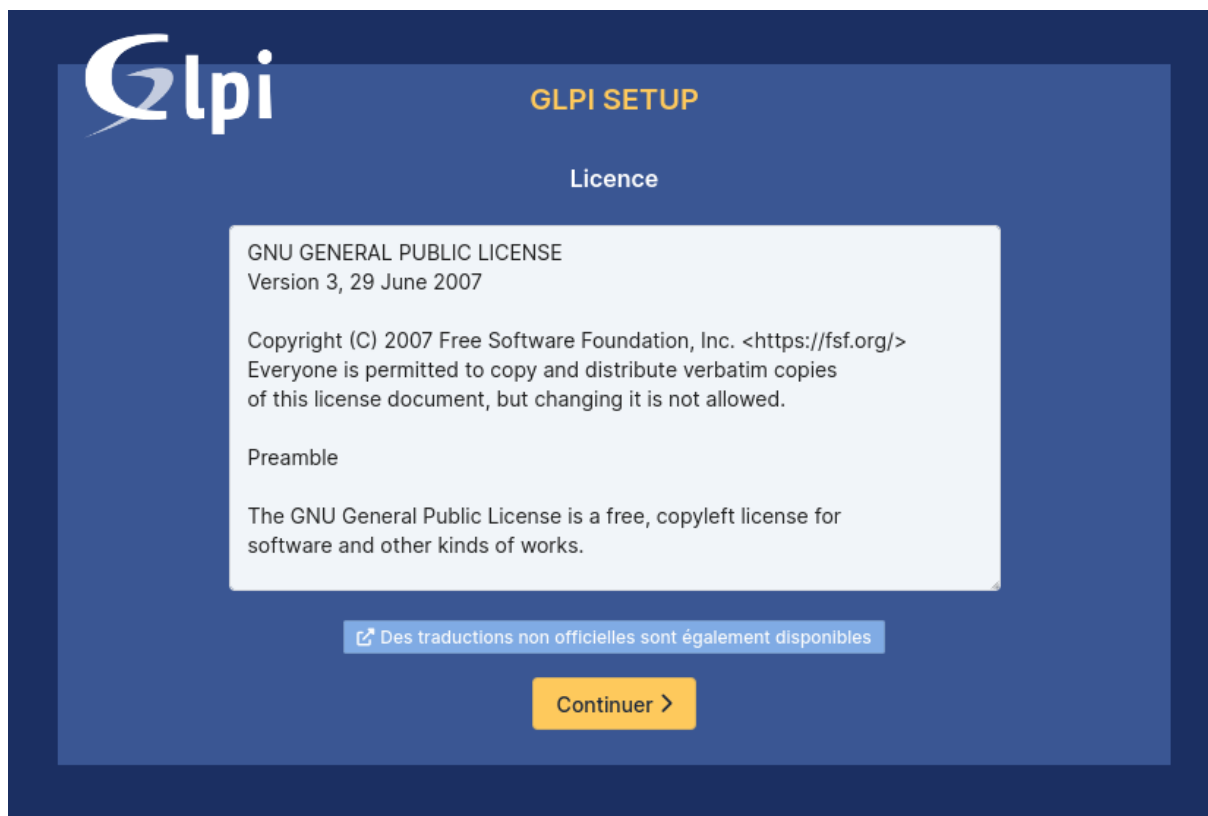 Glpi
GLPI SETUP
Licence
GNU GENERAL PUBLIC LICENSE
Version 3, 29 June 2007
Copyright (C) 2007 Free Software Foundation, Inc. <https://fsf.org/>
Everyone is permitted to copy and distribute verbatim copies
of this license document, but changing it is not allowed.
Preamble
The GNU General Public License is a free, copyleft license for
software and other kinds of works.
Des traductions non officielles sont également disponibles
Continuer